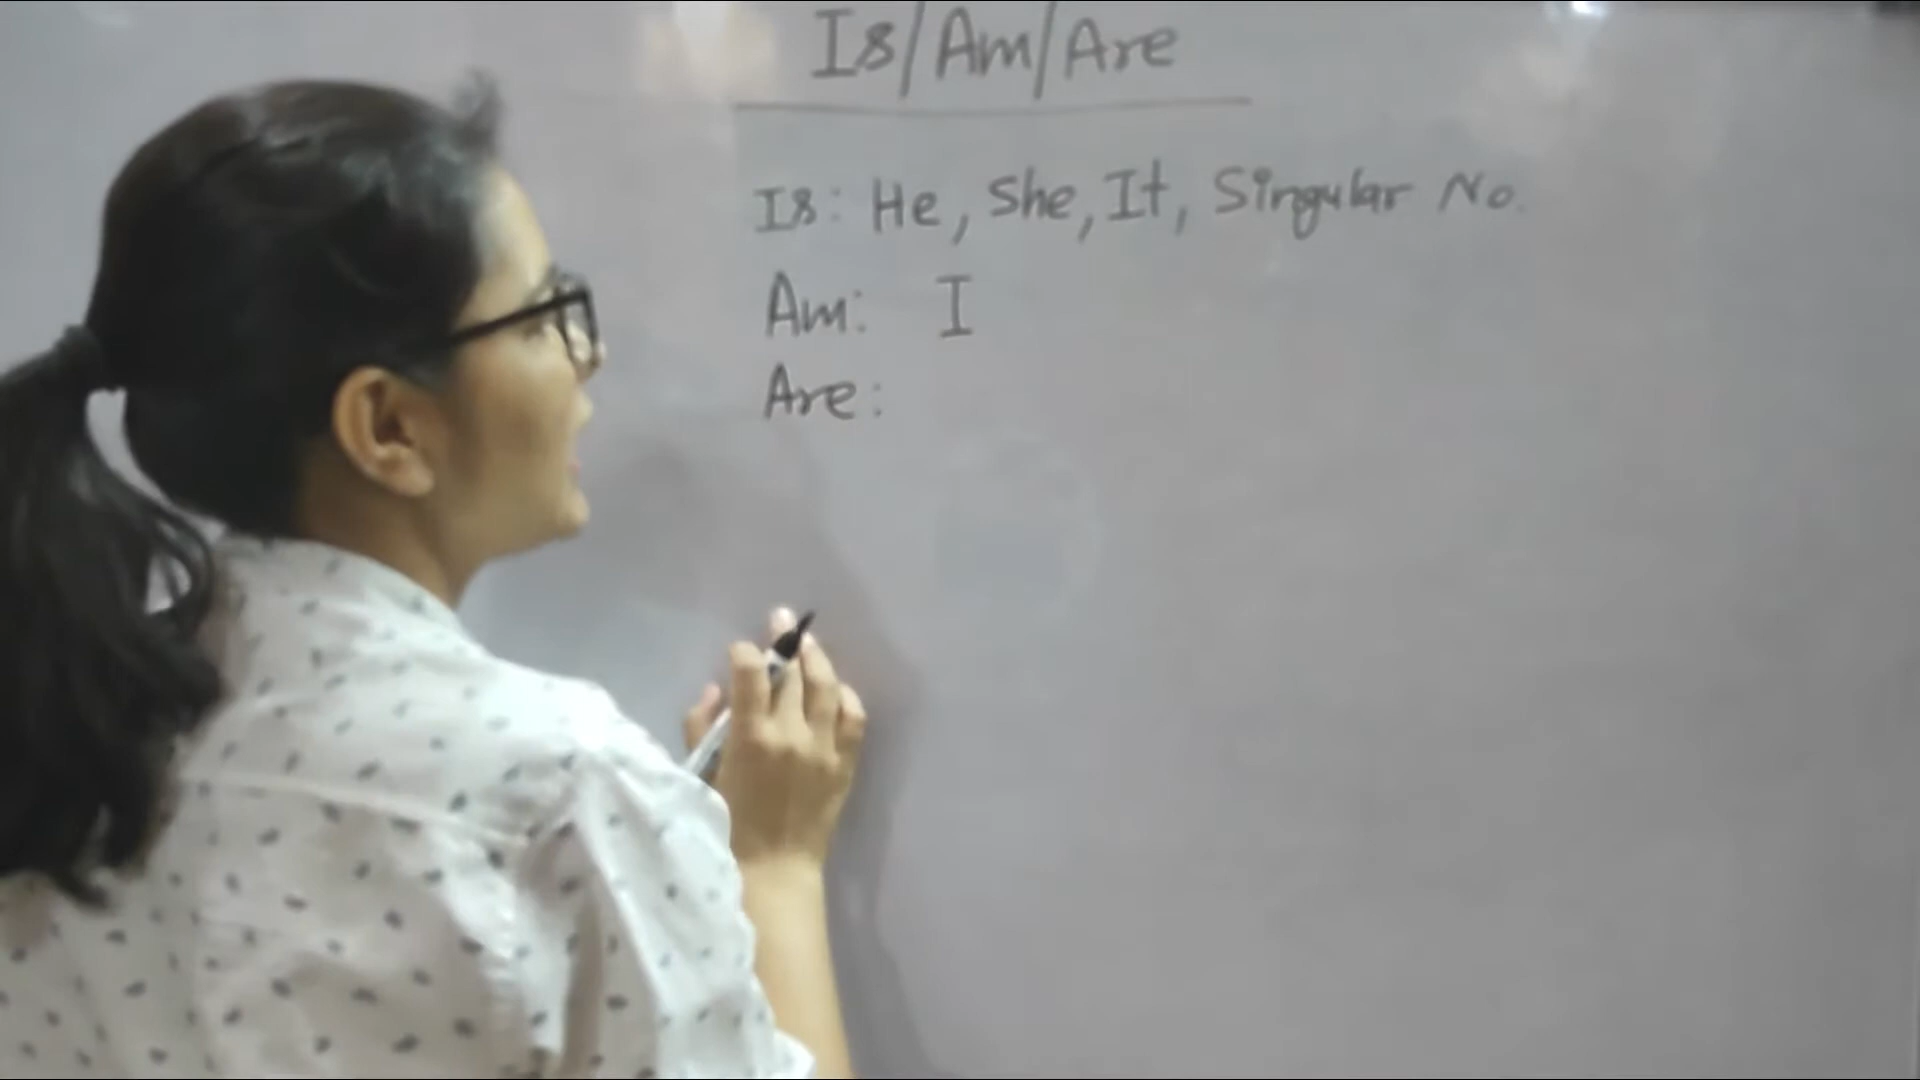 Is/Am/Are
Is: He, She, It, Singular No.
Am: I
Are: